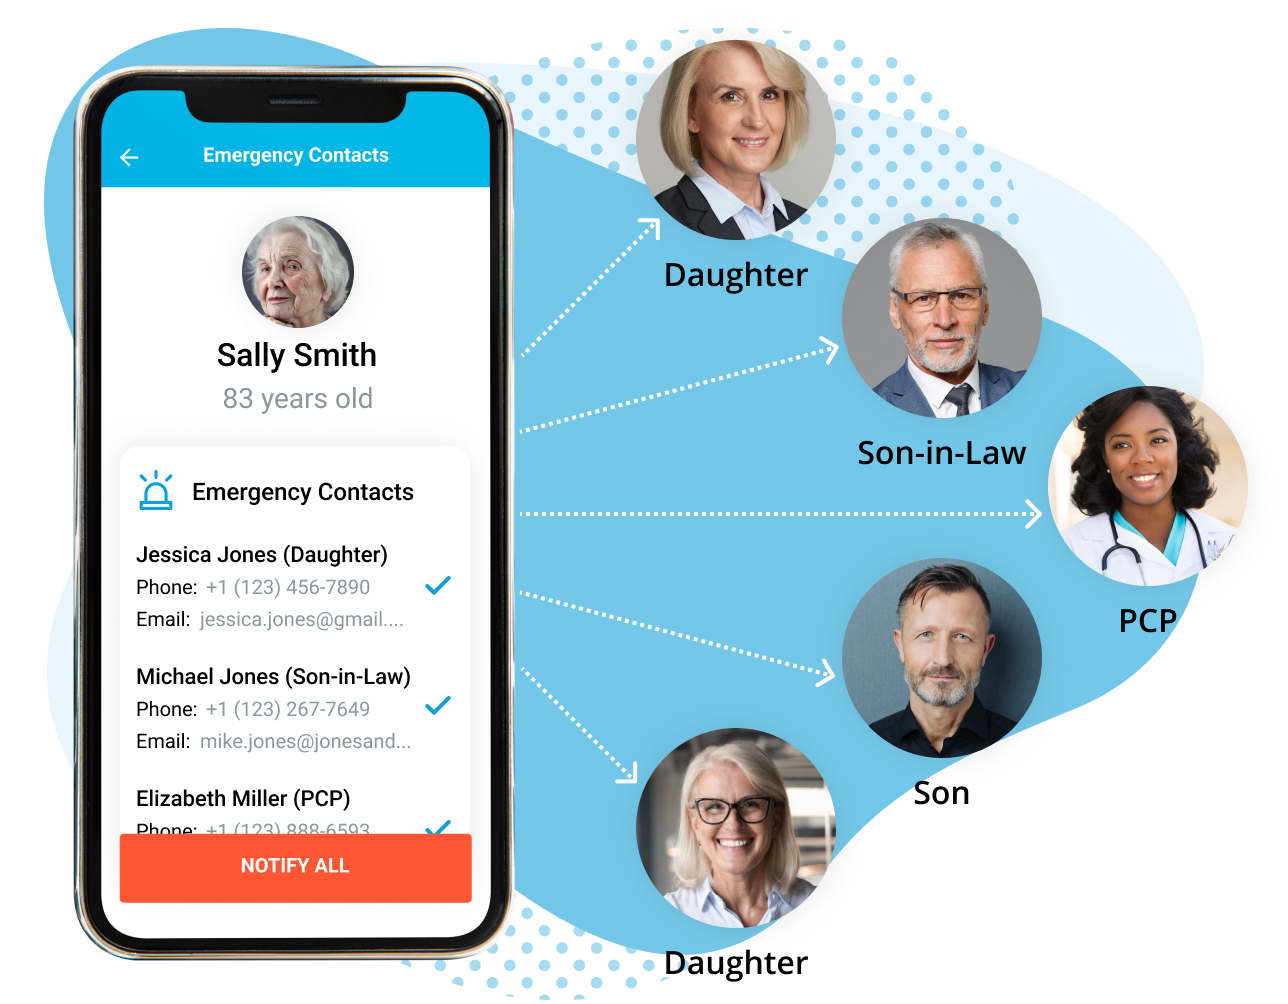 Emergency Contacts
Sally Smith
83 years old
Emergency Contacts
Jessica Jones (Daughter)
Phone: +1 (123) 456-7890
Email: jessica.jones@gmail....
Michael Jones (Son-in-Law)
Phone: +1 (123) 267-7649
Email: mike.jones@jonesand...
Elizabeth Miller (PCP)
Phone: +1 (123) 888-6593
NOTIFY ALL
Daughter
Son-in-Law
PCP
Son
Daughter